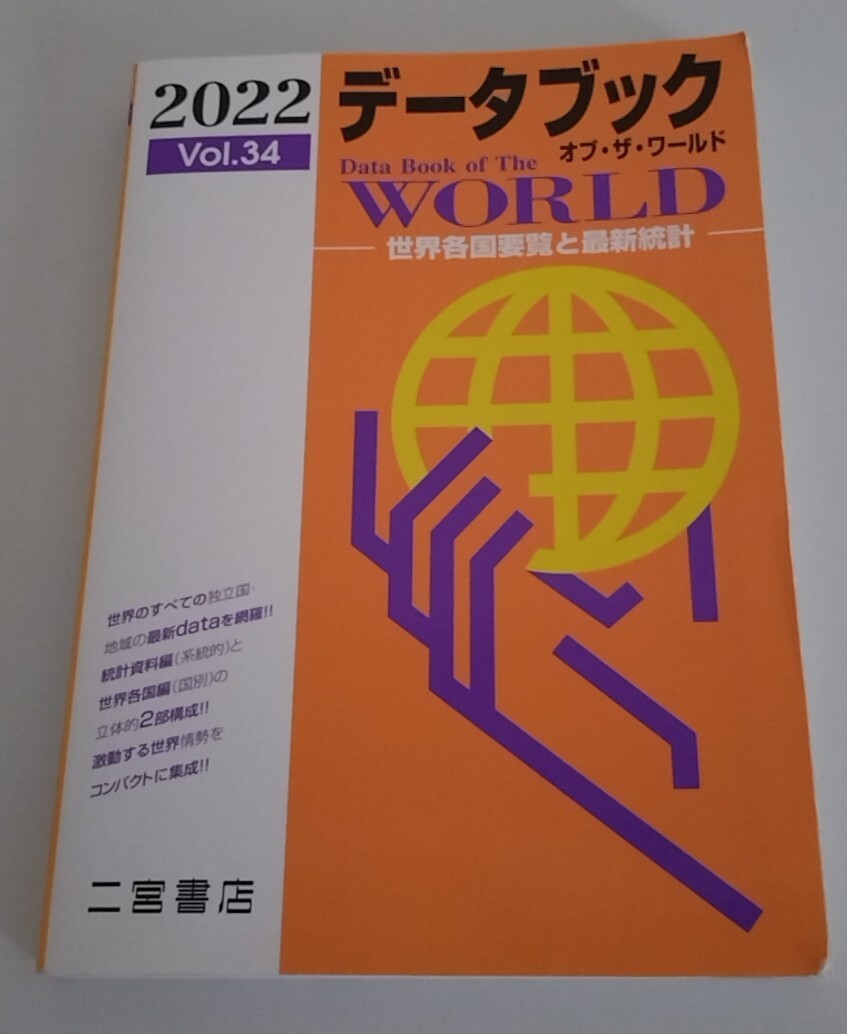 2022
Vol.34
データブック
オブ・ザ・ワールド
Data Book of The
WORLD
世界各国要覧と最新統計
世界のすべての独立国・
地域の最新dataを網羅!!
統計資料編(系統的)と
世界各国編(国別)の
立体的2部構成!!
激動する世界情勢を
コンパクトに集成!!
二宮書店